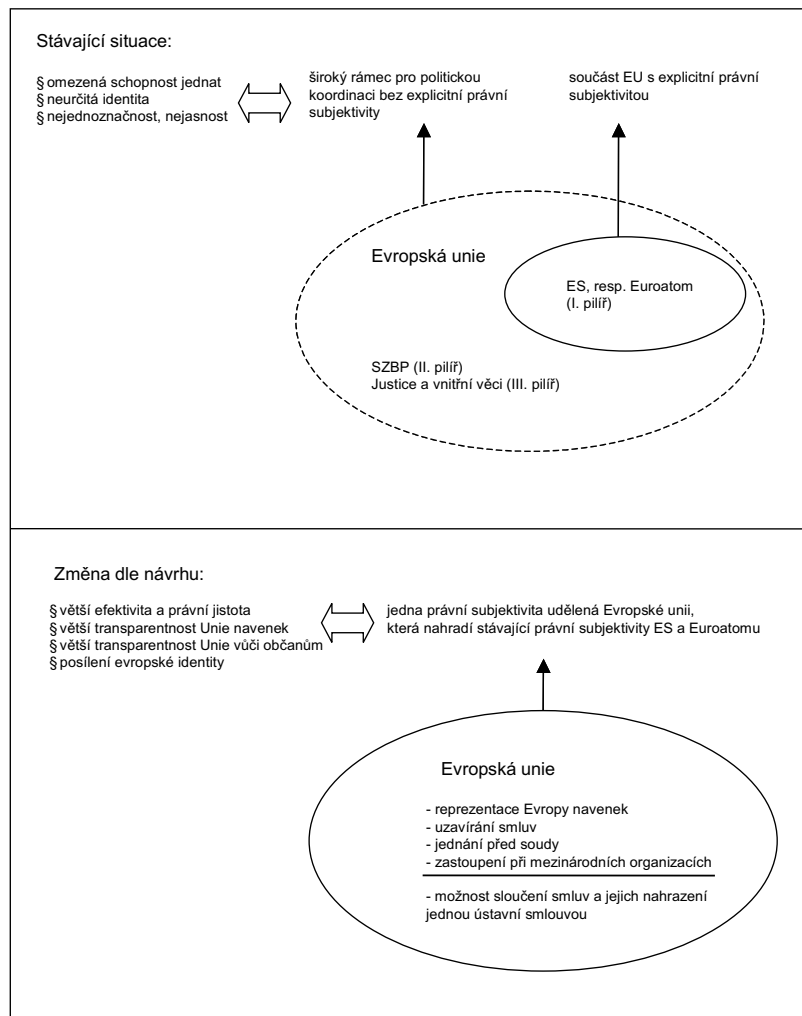 Stávající situace:
§ omezená schopnost jednat
§ neurčitá identita
§ nejednoznačnost, nejasnost
široký rámec pro politickou
koordinaci bez explicitní právní
subjektivity
součást EU s explicitní právní
subjektivitou
Evropská unie
ES, resp. Euroatom
(I. pilíř)
SZBP (II. pilíř)
Justice a vnitřní věci (III. pilíř)
Změna dle návrhu:
§ větší efektivita a právní jistota
§ větší transparentnost Unie navenek
§ větší transparentnost Unie vůči občanům
§ posílení evropské identity
jedna právní subjektivita udělená Evropské unii,
která nahradí stávající právní subjektivity ES a Euroatomu
Evropská unie
- reprezentace Evropy navenek
- uzavírání smluv
- jednání před soudy
- zastoupení při mezinárodních organizacích
- možnost sloučení smluv a jejich nahrazení
jednou ústavní smlouvou